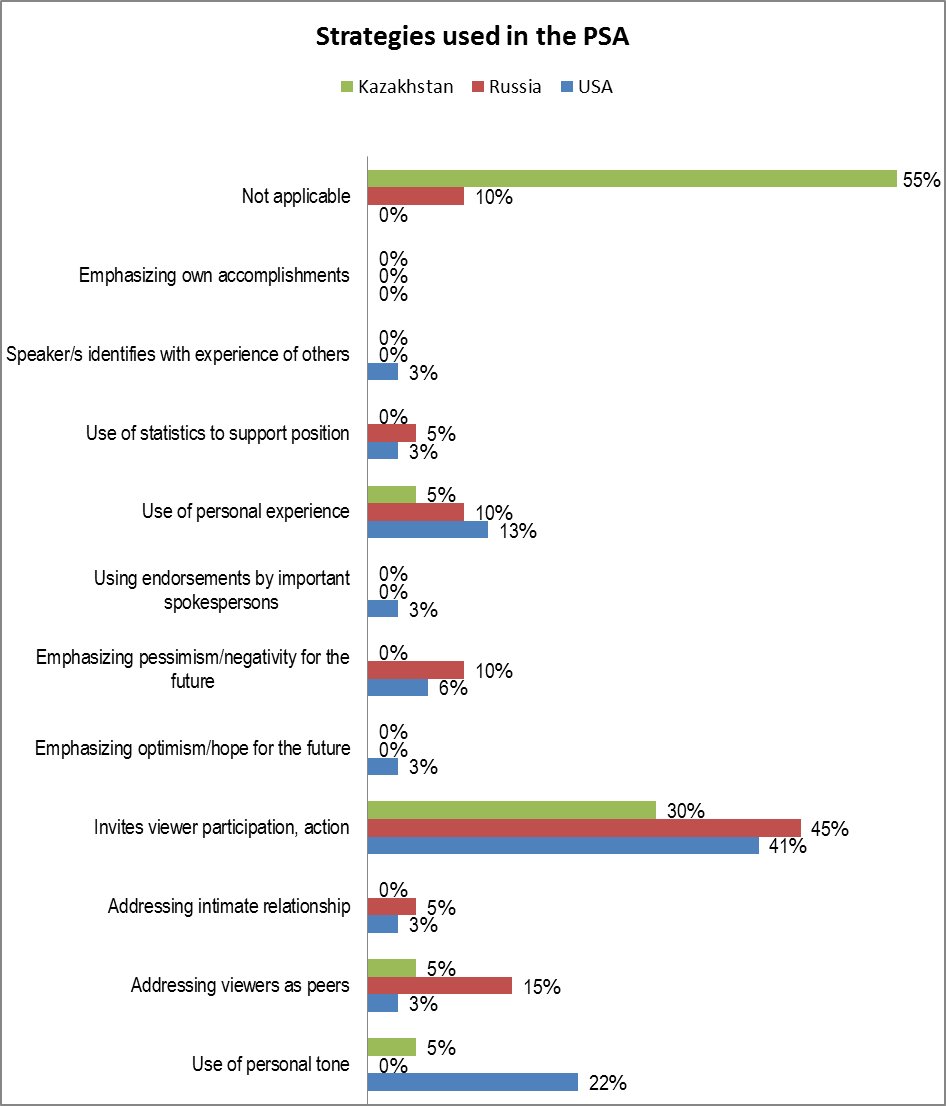 Strategies used in the PSA
Kazakhstan Russia USA
Not applicable
55%
10%
0%
Emphasizing own accomplishments
0%
0%
0%
Speaker/s identifies with experience of others
0%
0%
3%
Use of statistics to support position
0%
5%
3%
Use of personal experience
5%
10%
13%
Using endorsements by important
spokespersons
0%
0%
3%
Emphasizing pessimism/negativity for the
future
0%
10%
6%
Emphasizing optimism/hope for the future
0%
0%
3%
Invites viewer participation, action
30%
45%
41%
Addressing intimate relationship
0%
5%
3%
Addressing viewers as peers
5%
15%
3%
Use of personal tone
5%
0%
22%